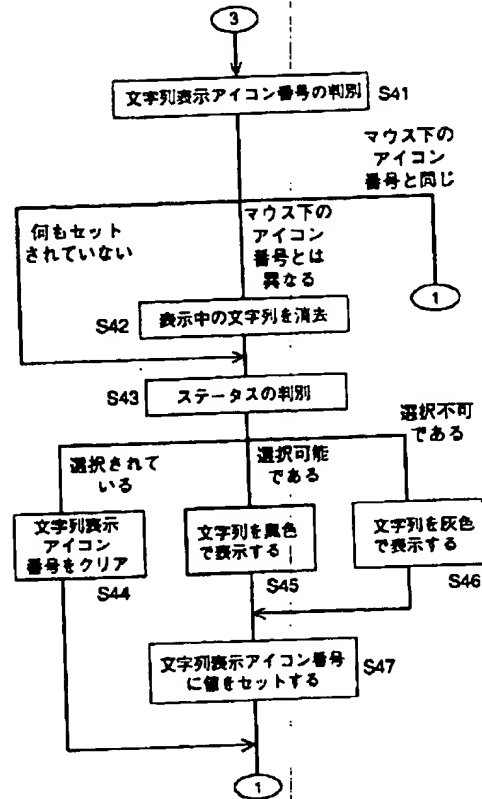 3
文字列表示アイコン番号の判別 S41
マウス下の
アイコン
番号と同じ
何もセット
されていない
マウス下の
アイコン
番号とは
異なる
1
S42 表示中の文字列を消去
S43 ステータスの判別
選択されて
いる
選択可能
である
選択不可
である
文字列表示
アイコン
番号をクリア
S44
文字列を黒色
で表示する
S45
文字列を灰色
で表示する
S46
文字列表示アイコン番号
に値をセットする
S47
1